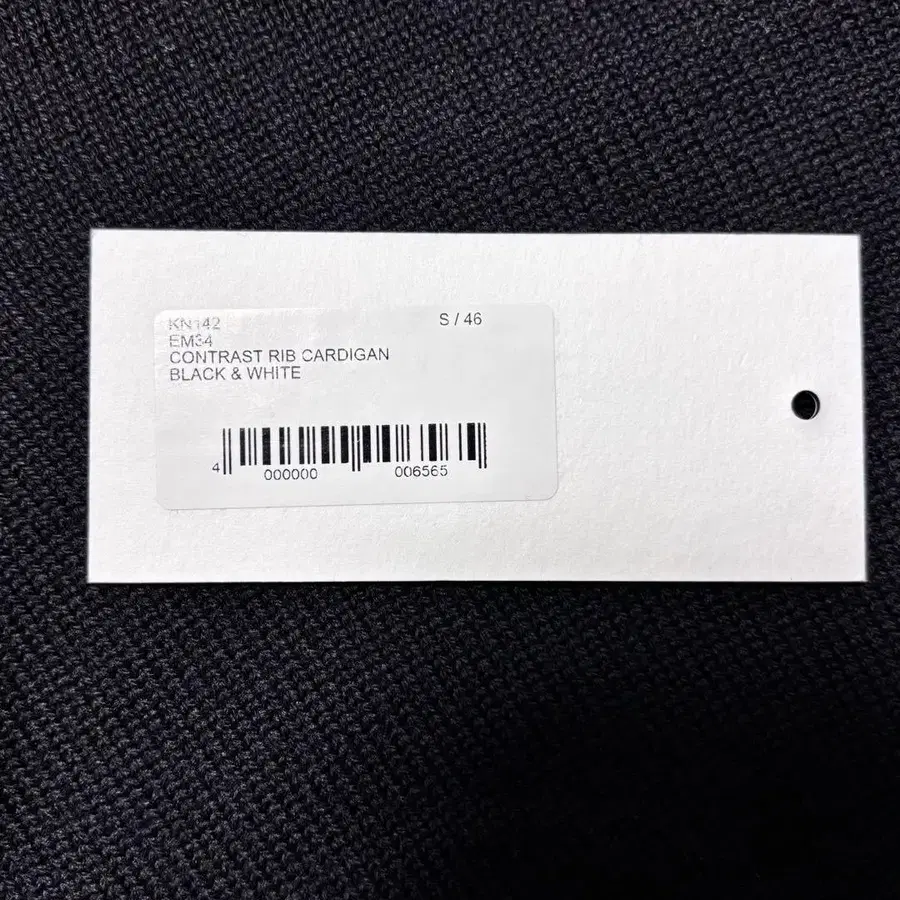 KN142 S / 46
EM34
CONTRAST RIB CARDIGAN
BLACK & WHITE
4 000000 006565